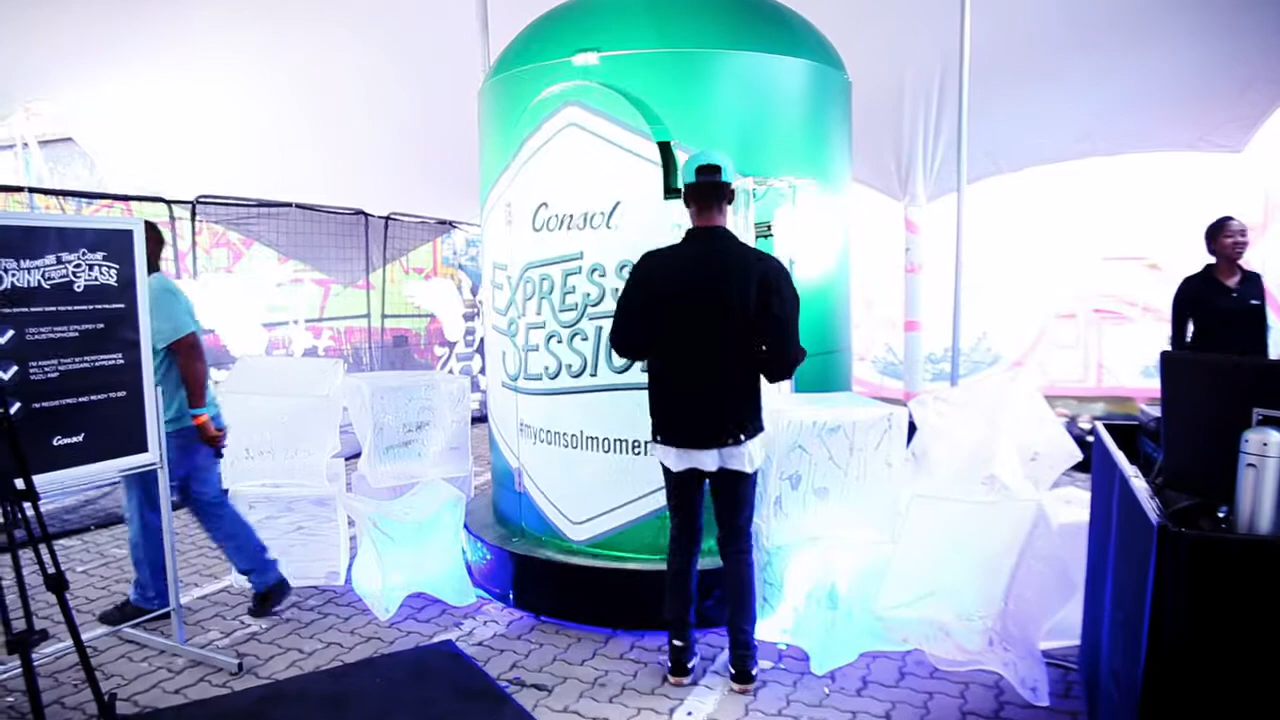 FOR MOMENTS THAT COUNT
DRINK FROM GLASS
I DO NOT HAVE EPILEPSY OR
CLAUSTROPHOBIA
I'M AWARE THAT MY PERFORMANCE
WILL NOT NECESSARILY APPEAR ON
VUZU AMP
I'M REGISTERED AND READY TO GO!
Consol
Consol
EXPRESS
SESSIO
#myconsolmomen